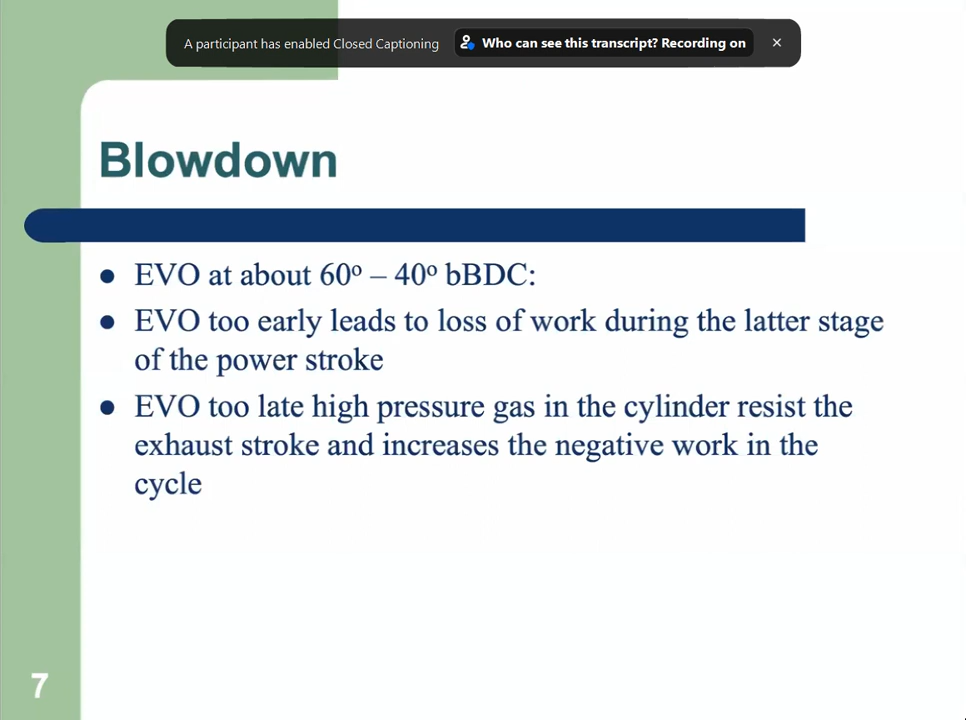 A participant has enabled Closed Captioning
Who can see this transcript? Recording on
Blowdown
• EVO at about 60º – 40º bBDC:
• EVO too early leads to loss of work during the latter stage
of the power stroke
• EVO too late high pressure gas in the cylinder resist the
exhaust stroke and increases the negative work in the
cycle
7